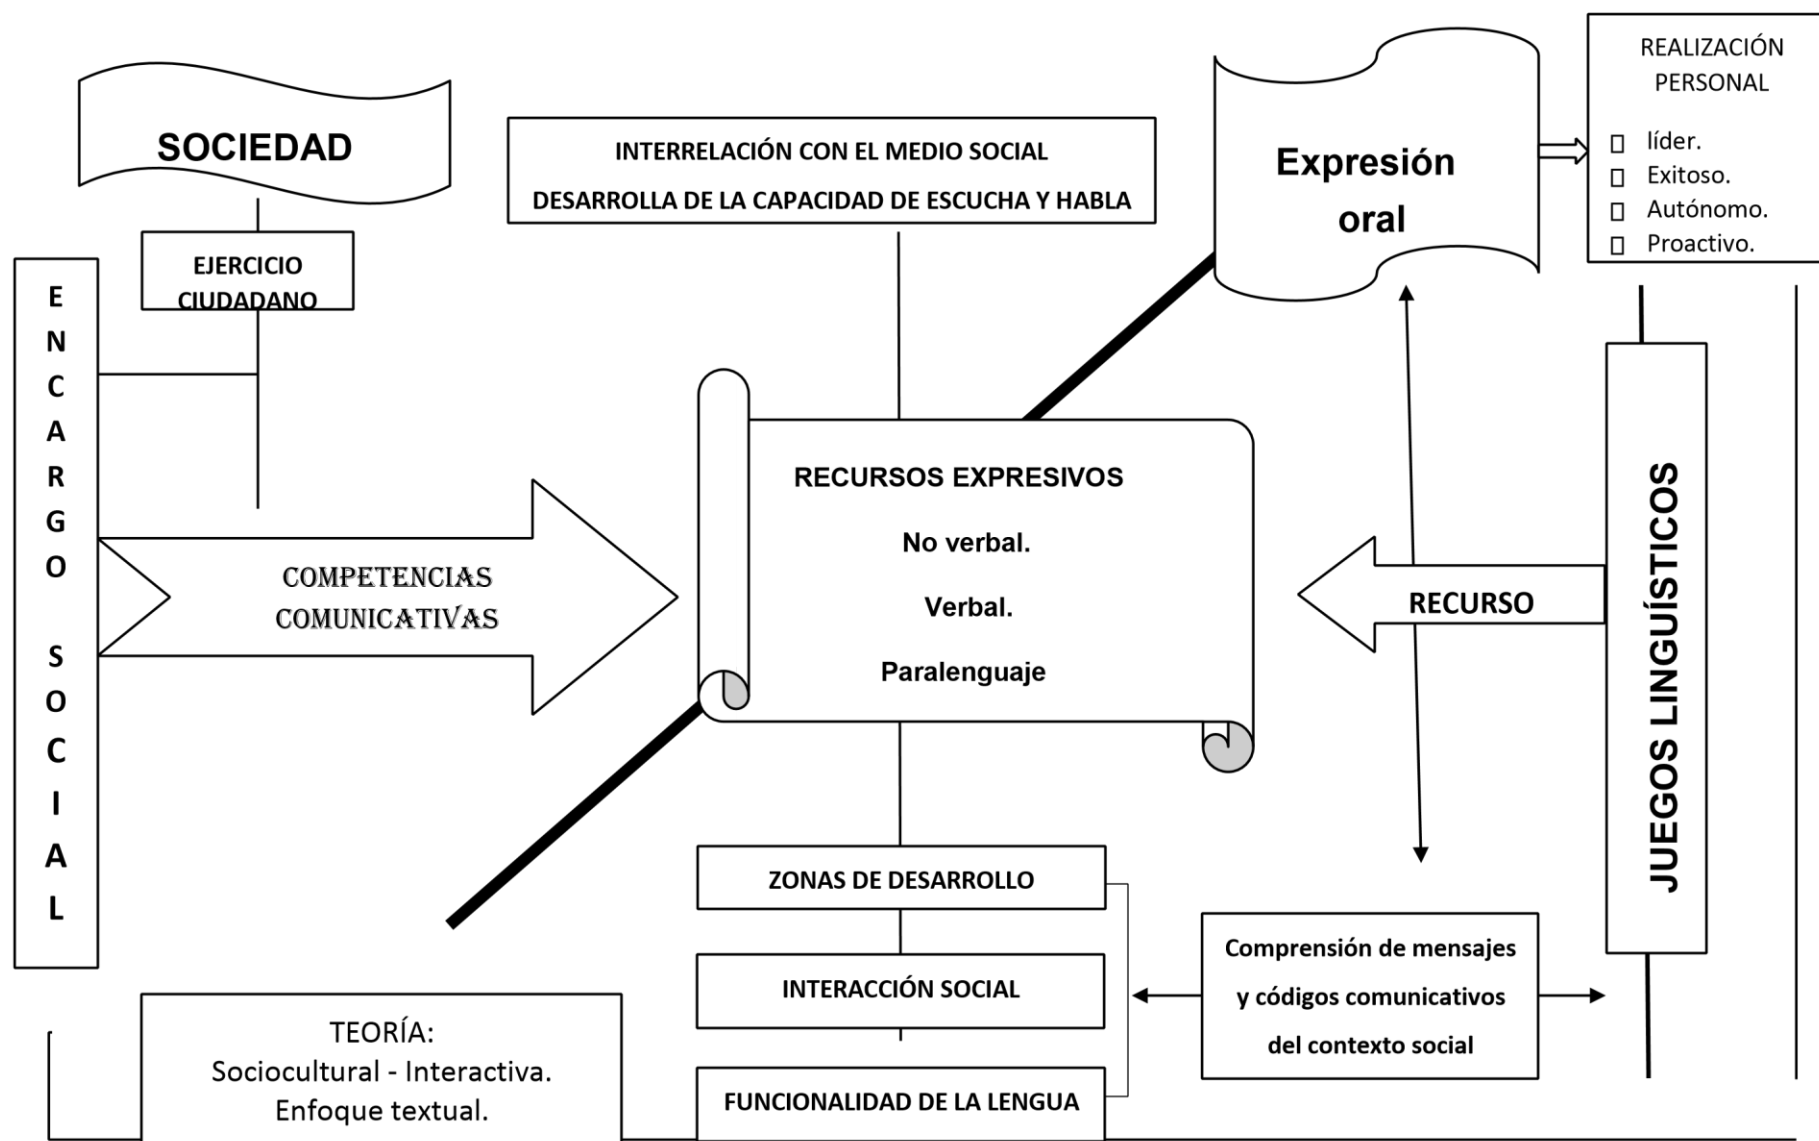 SOCIEDAD
EJERCICIO
CIUDADANO
ENCARGO SOCIAL
INTERRELACIÓN CON EL MEDIO SOCIAL
DESARROLLA DE LA CAPACIDAD DE ESCUCHA Y HABLA
Expresión
oral
REALIZACIÓN
PERSONAL
líder.
Exitoso.
Autónomo.
Proactivo.
COMPETENCIAS
COMUNICATIVAS
RECURSOS EXPRESIVOS
No verbal.
Verbal.
Paralenguaje
RECURSO
JUEGOS LINGUÍSTICOS
ZONAS DE DESARROLLO
INTERACCIÓN SOCIAL
FUNCIONALIDAD DE LA LENGUA
Comprensión de mensajes
y códigos comunicativos
del contexto social
TEORÍA:
Sociocultural - Interactiva.
Enfoque textual.